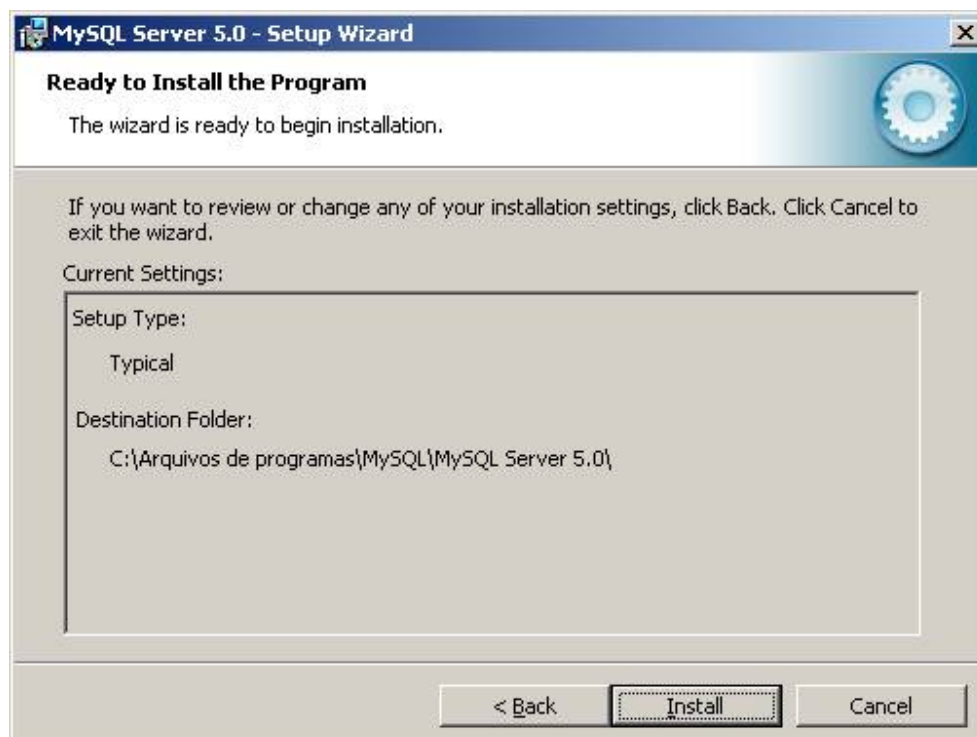 MySQL Server 5.0 - Setup Wizard
Ready to Install the Program
The wizard is ready to begin installation.
If you want to review or change any of your installation settings, click Back. Click Cancel to
exit the wizard.
Current Settings:
Setup Type:
Typical
Destination Folder:
C:\Arquivos de programas\MySQL\MySQL Server 5.0\
< Back
Install
Cancel